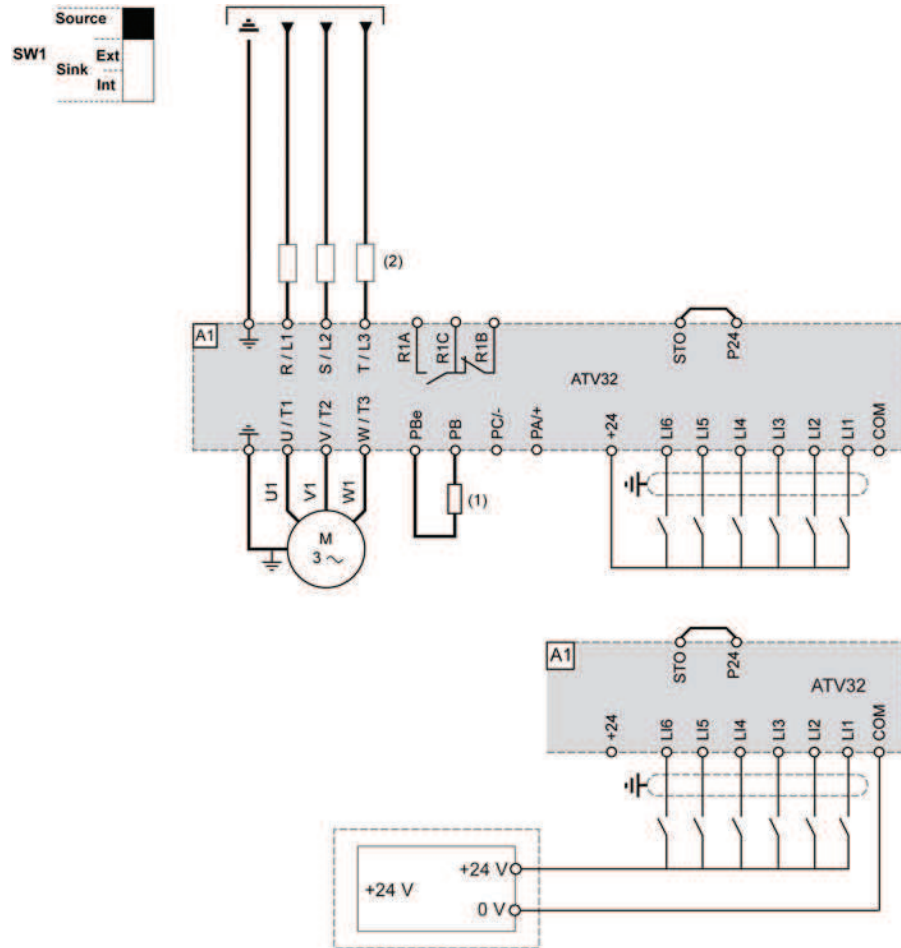 Source
SW1
Ext
Sink
Int
(2)
A1
R / L1
S / L2
T / L3
R1A
R1C
R1B
STO
P24
ATV32
U / T1
V / T2
W / T3
PBe
PB
PC/-
PA/+
+24
LI6
LI5
LI4
LI3
LI2
LI1
COM
U1
V1
W1
(1)
M
3 ~
A1
STO
P24
ATV32
+24
LI6
LI5
LI4
LI3
LI2
LI1
COM
+24 V
+24 V
0 V